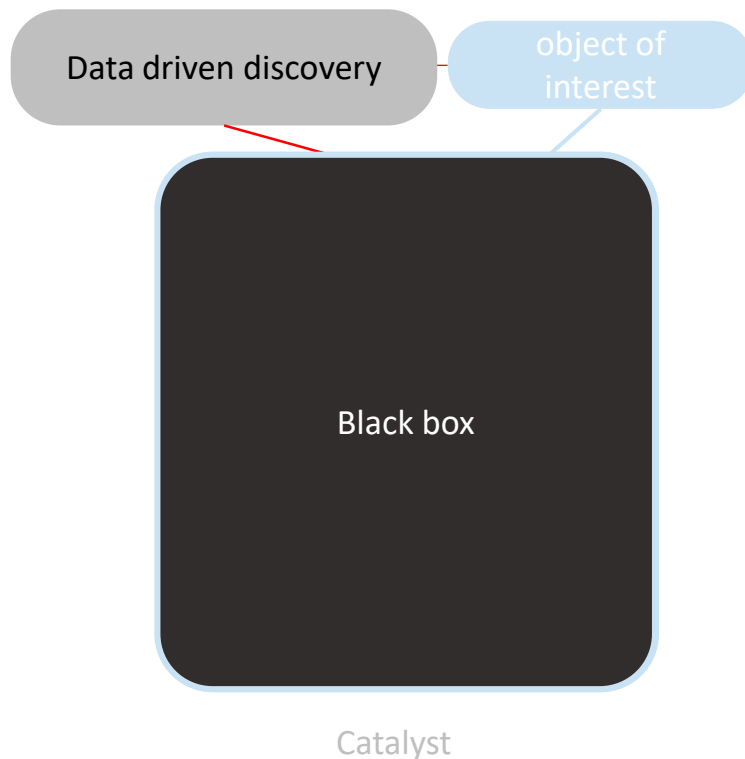 Data driven discovery
object of
interest
Black box
Catalyst